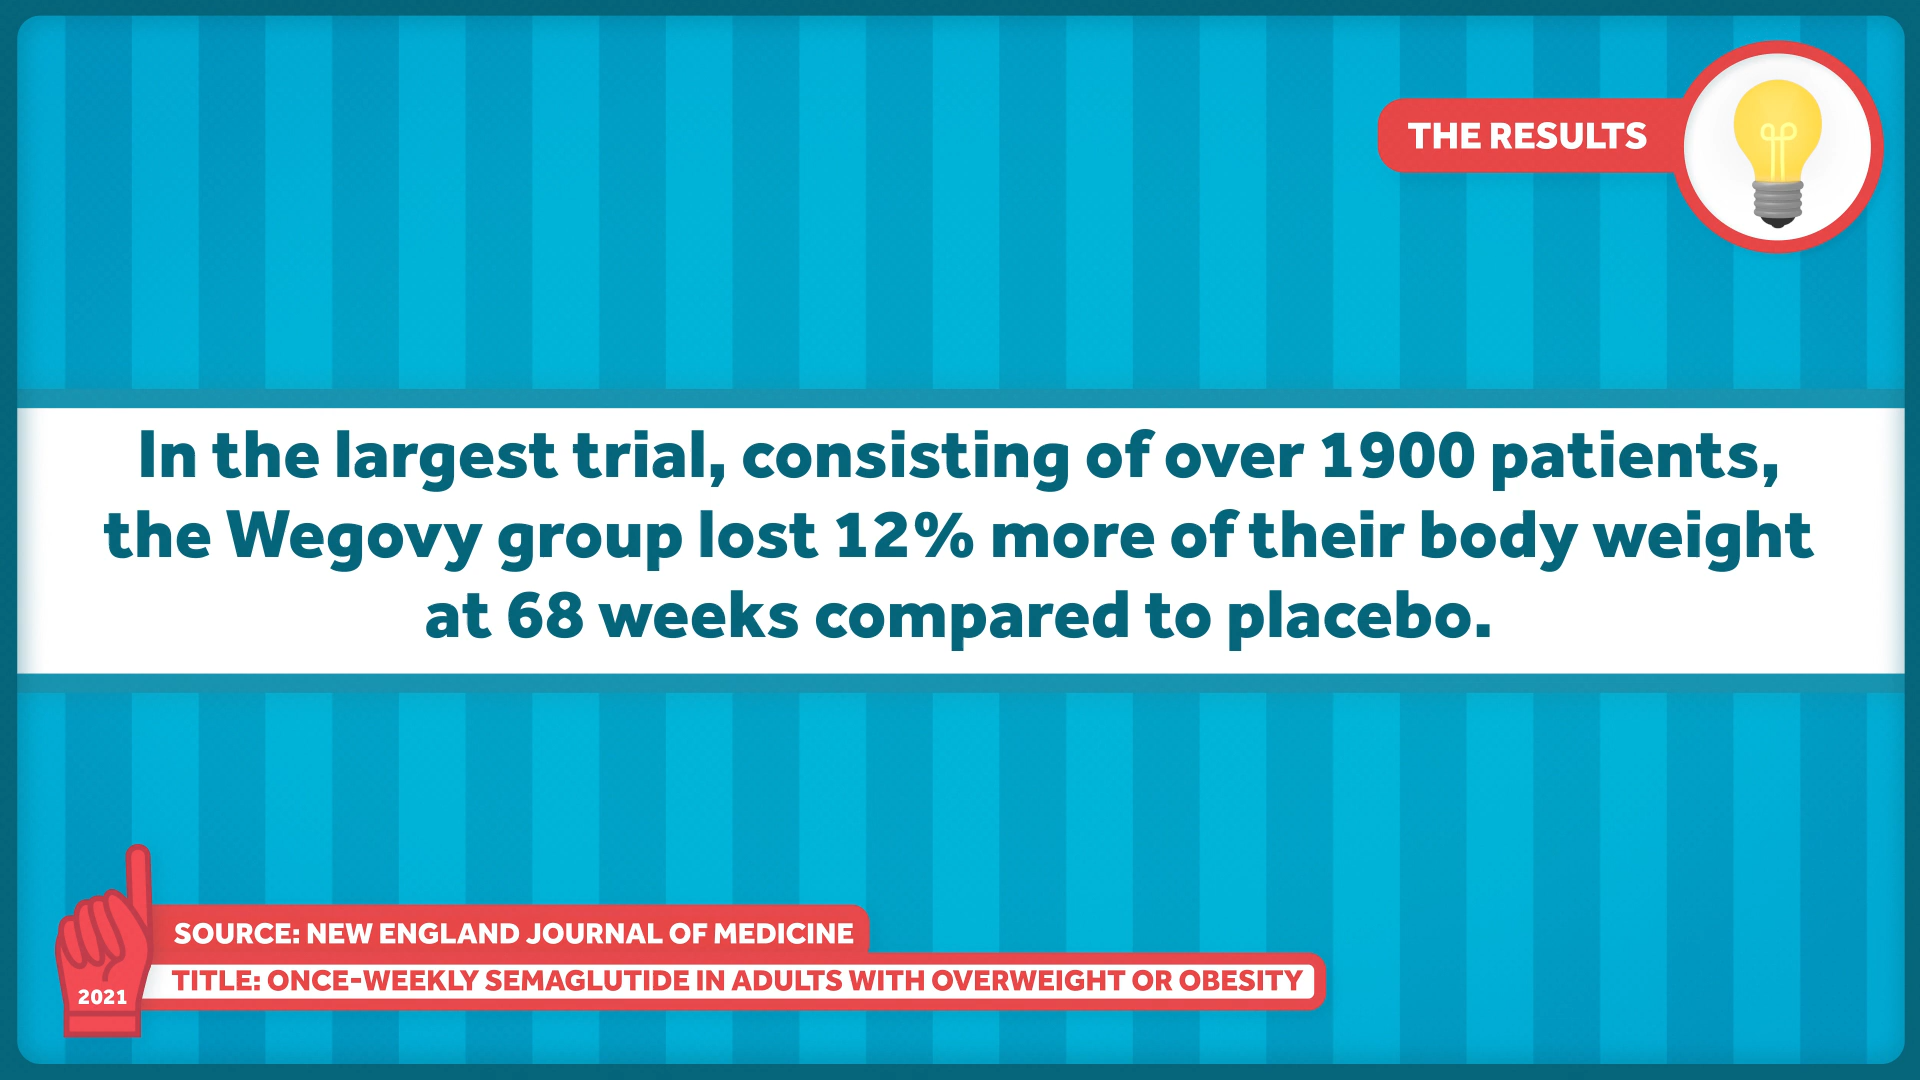 THE RESULTS
In the largest trial, consisting of over 1900 patients,
the Wegovy group lost 12% more of their body weight
at 68 weeks compared to placebo.
SOURCE: NEW ENGLAND JOURNAL OF MEDICINE
TITLE: ONCE-WEEKLY SEMAGLUTIDE IN ADULTS WITH OVERWEIGHT OR OBESITY
2021